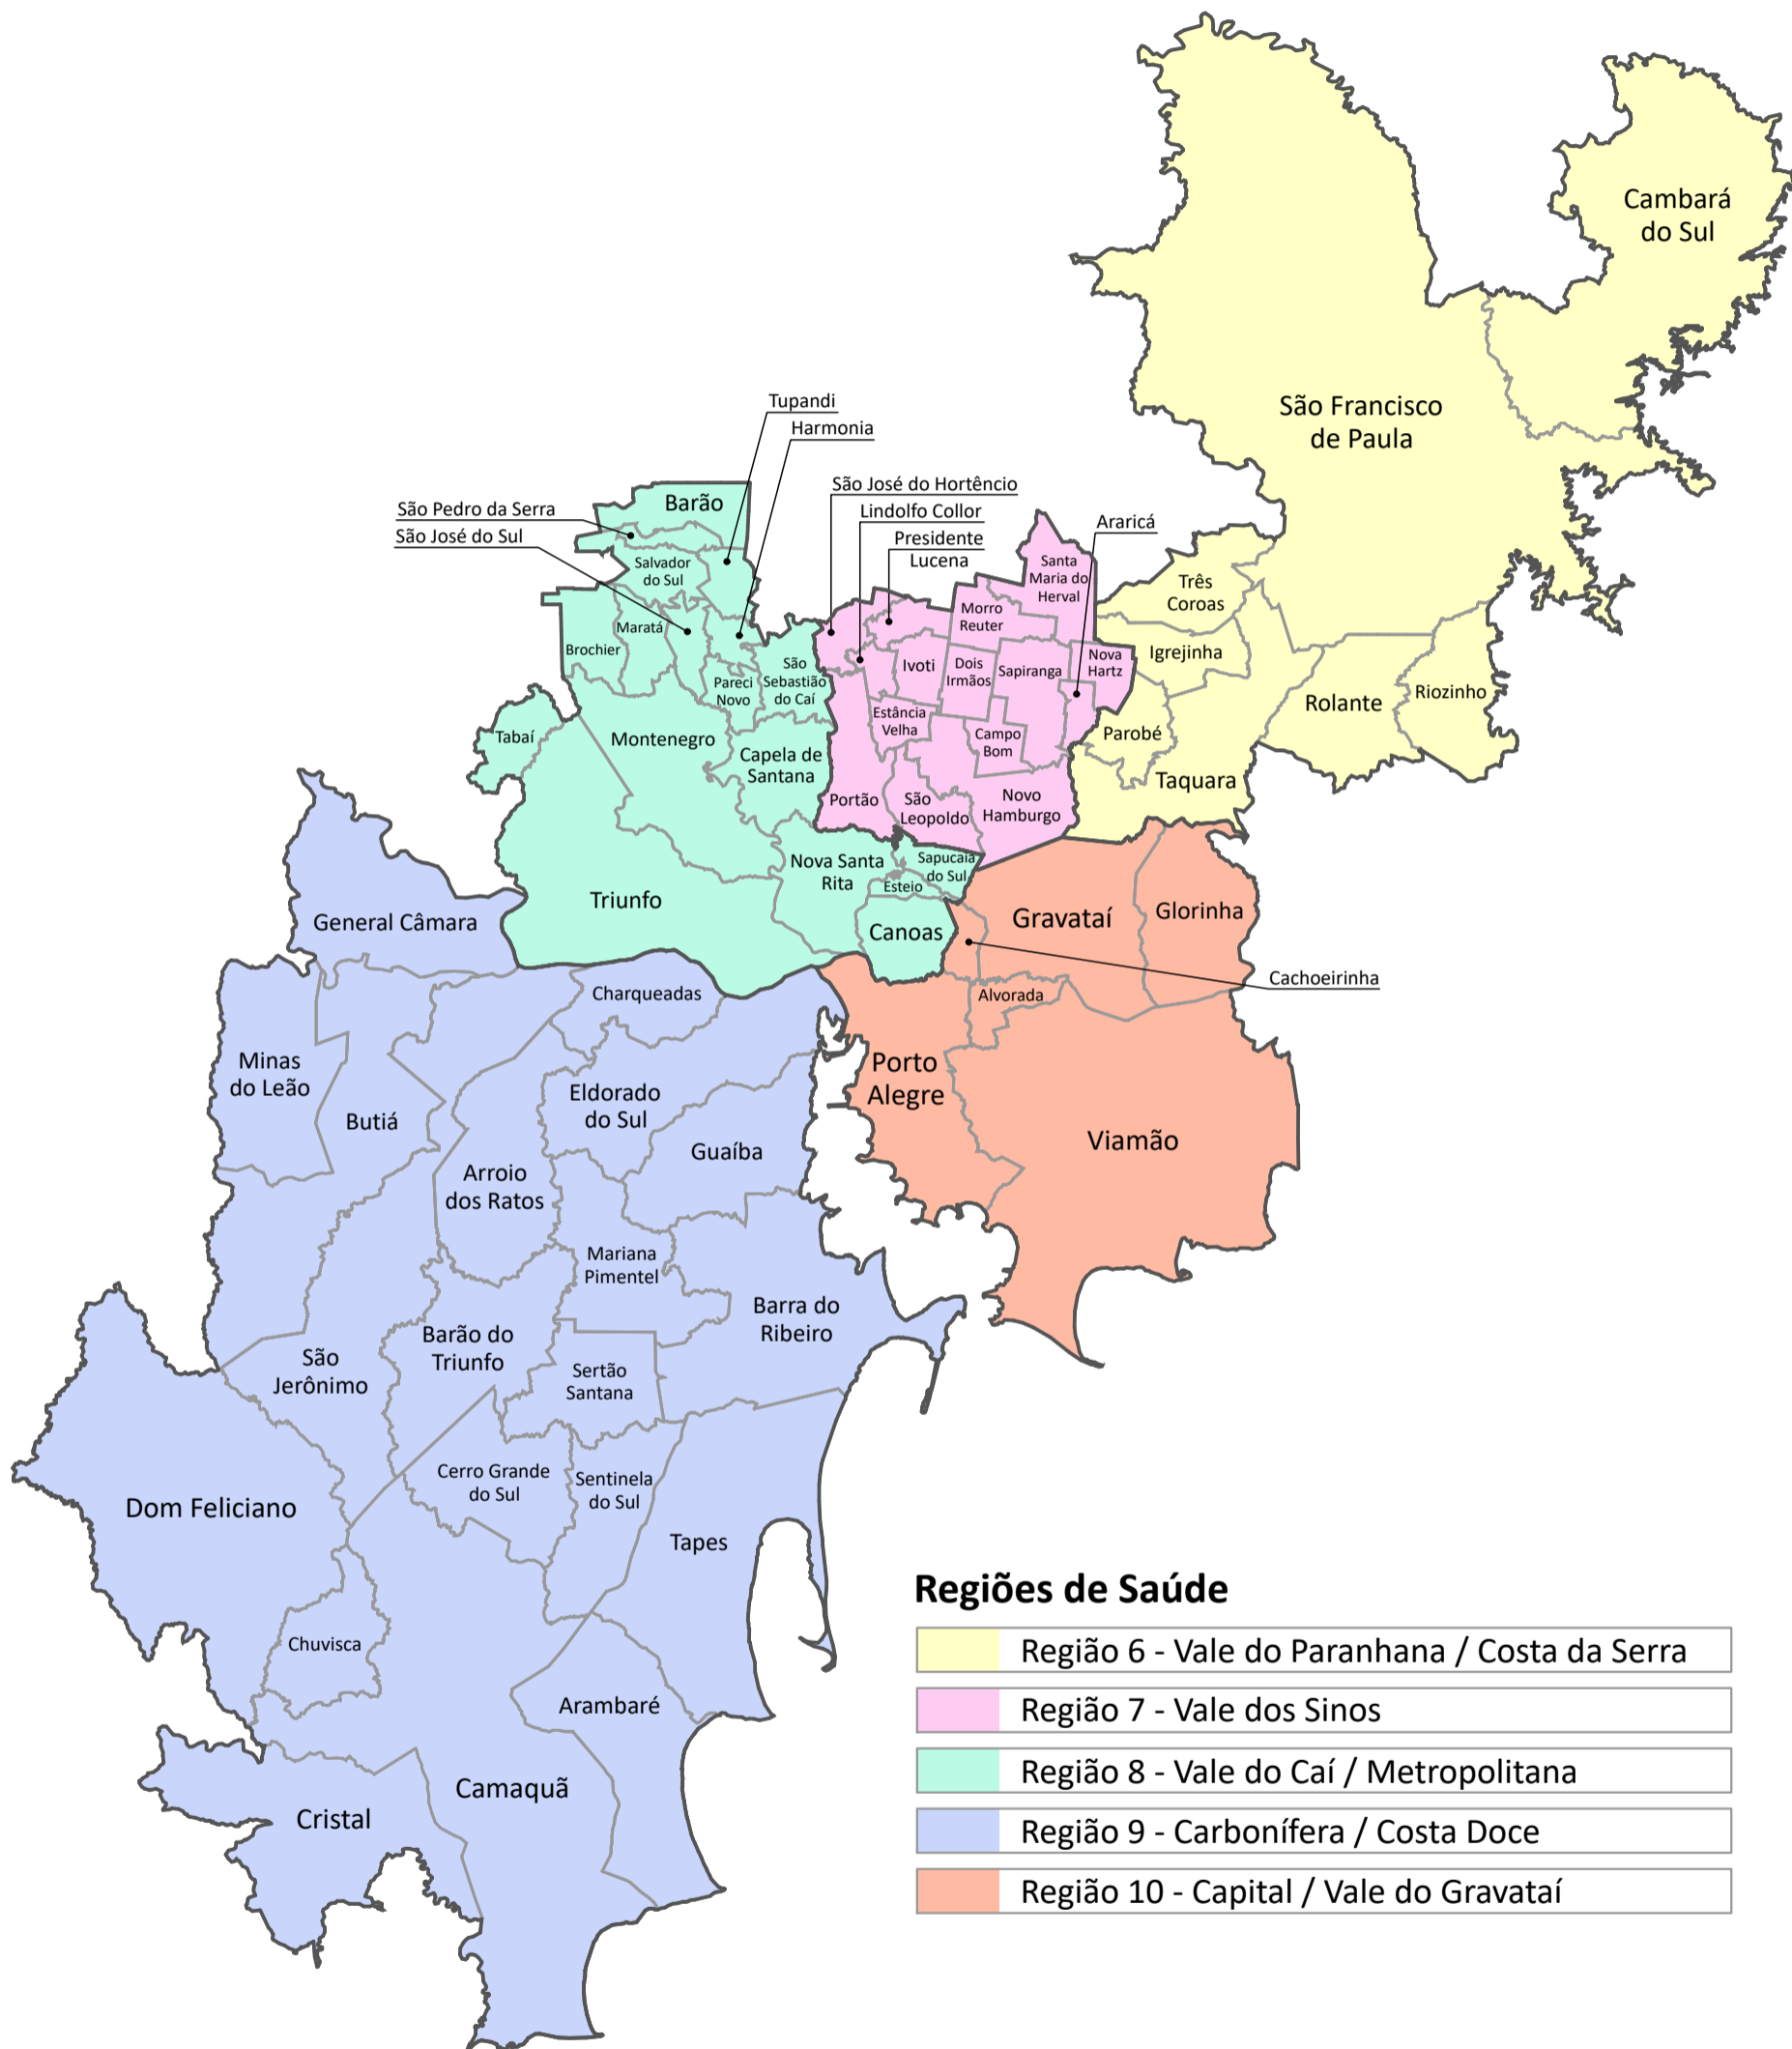 Cambará
do Sul
São Francisco
de Paula
Tupandi
Harmonia
São José do Hortêncio
Barão
São Pedro da Serra
Lindolfo Collor
Araricá
São José do Sul
Presidente
Lucena
Salvador
do Sul
Santa
Maria do
Herval
Três
Coroas
Morro
Reuter
Maratá
Brochier
Igrejinha
São
Sebastião
do Caí
Ivoti
Dois
Irmãos
Sapiranga
Nova
Hartz
Pareci
Novo
Riozinho
Rolante
Estância
Velha
Tabaí
Montenegro
Campo
Bom
Parobé
Capela de
Santana
Taquara
Portão
São
Leopoldo
Novo
Hamburgo
Nova Santa
Rita
Sapucaia
do Sul
Esteio
Triunfo
General Câmara
Canoas
Gravataí
Glorinha
Cachoeirinha
Charqueadas
Alvorada
Minas
do Leão
Porto
Alegre
Eldorado
do Sul
Butiá
Viamão
Guaíba
Arroio
dos Ratos
Mariana
Pimentel
Barra do
Ribeiro
Barão do
Triunfo
São
Jerônimo
Sertão
Santana
Cerro Grande
do Sul
Sentinela
do Sul
Dom Feliciano
Tapes
Chuvisca
Arambaré
Camaquã
Cristal
Regiões de Saúde
Região 6 - Vale do Paranhana / Costa da Serra
Região 7 - Vale dos Sinos
Região 8 - Vale do Caí / Metropolitana
Região 9 - Carbonífera / Costa Doce
Região 10 - Capital / Vale do Gravataí